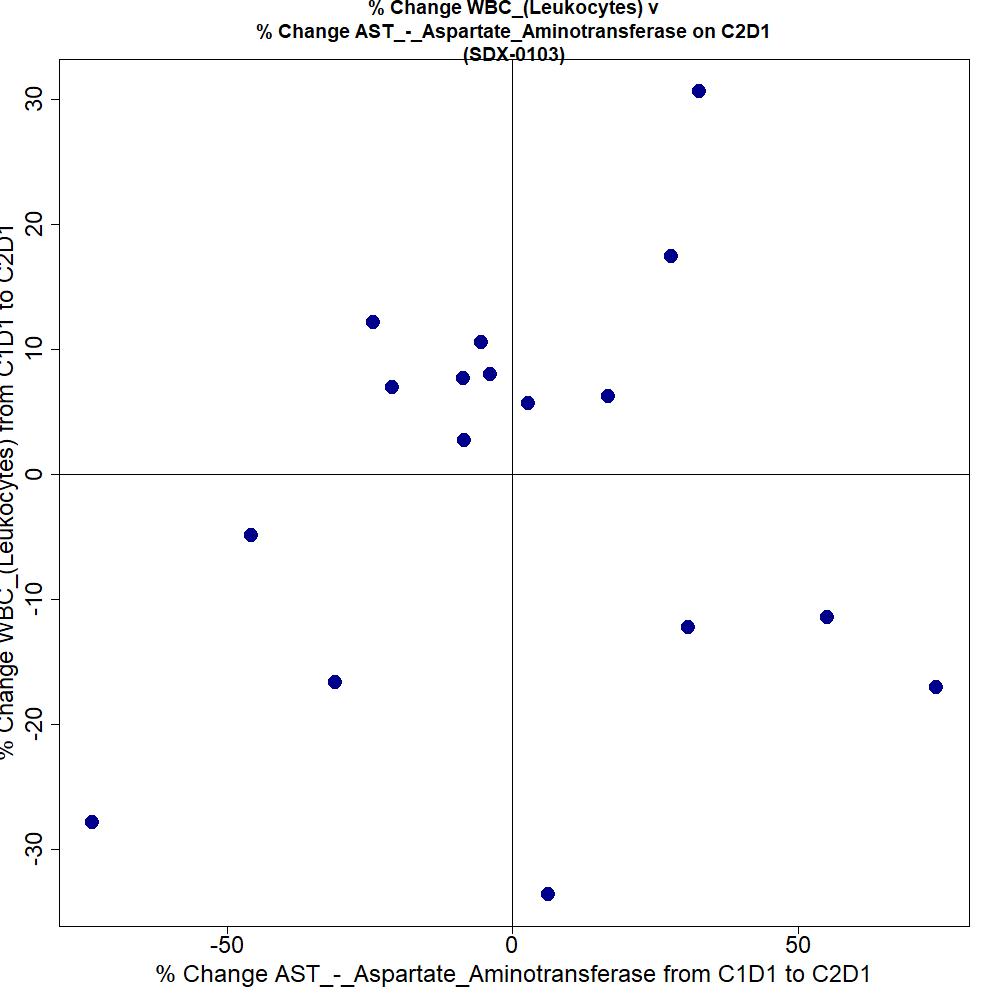 % Change WBC_(Leukocytes) v
% Change AST_-_Aspartate_Aminotransferase on C2D1
(SDX-0103)
% Change WBC_(Leukocytes) from C1D1 to C2D1
30
20
10
0
-10
-20
-30
-50
0
50
% Change AST_-_Aspartate_Aminotransferase from C1D1 to C2D1